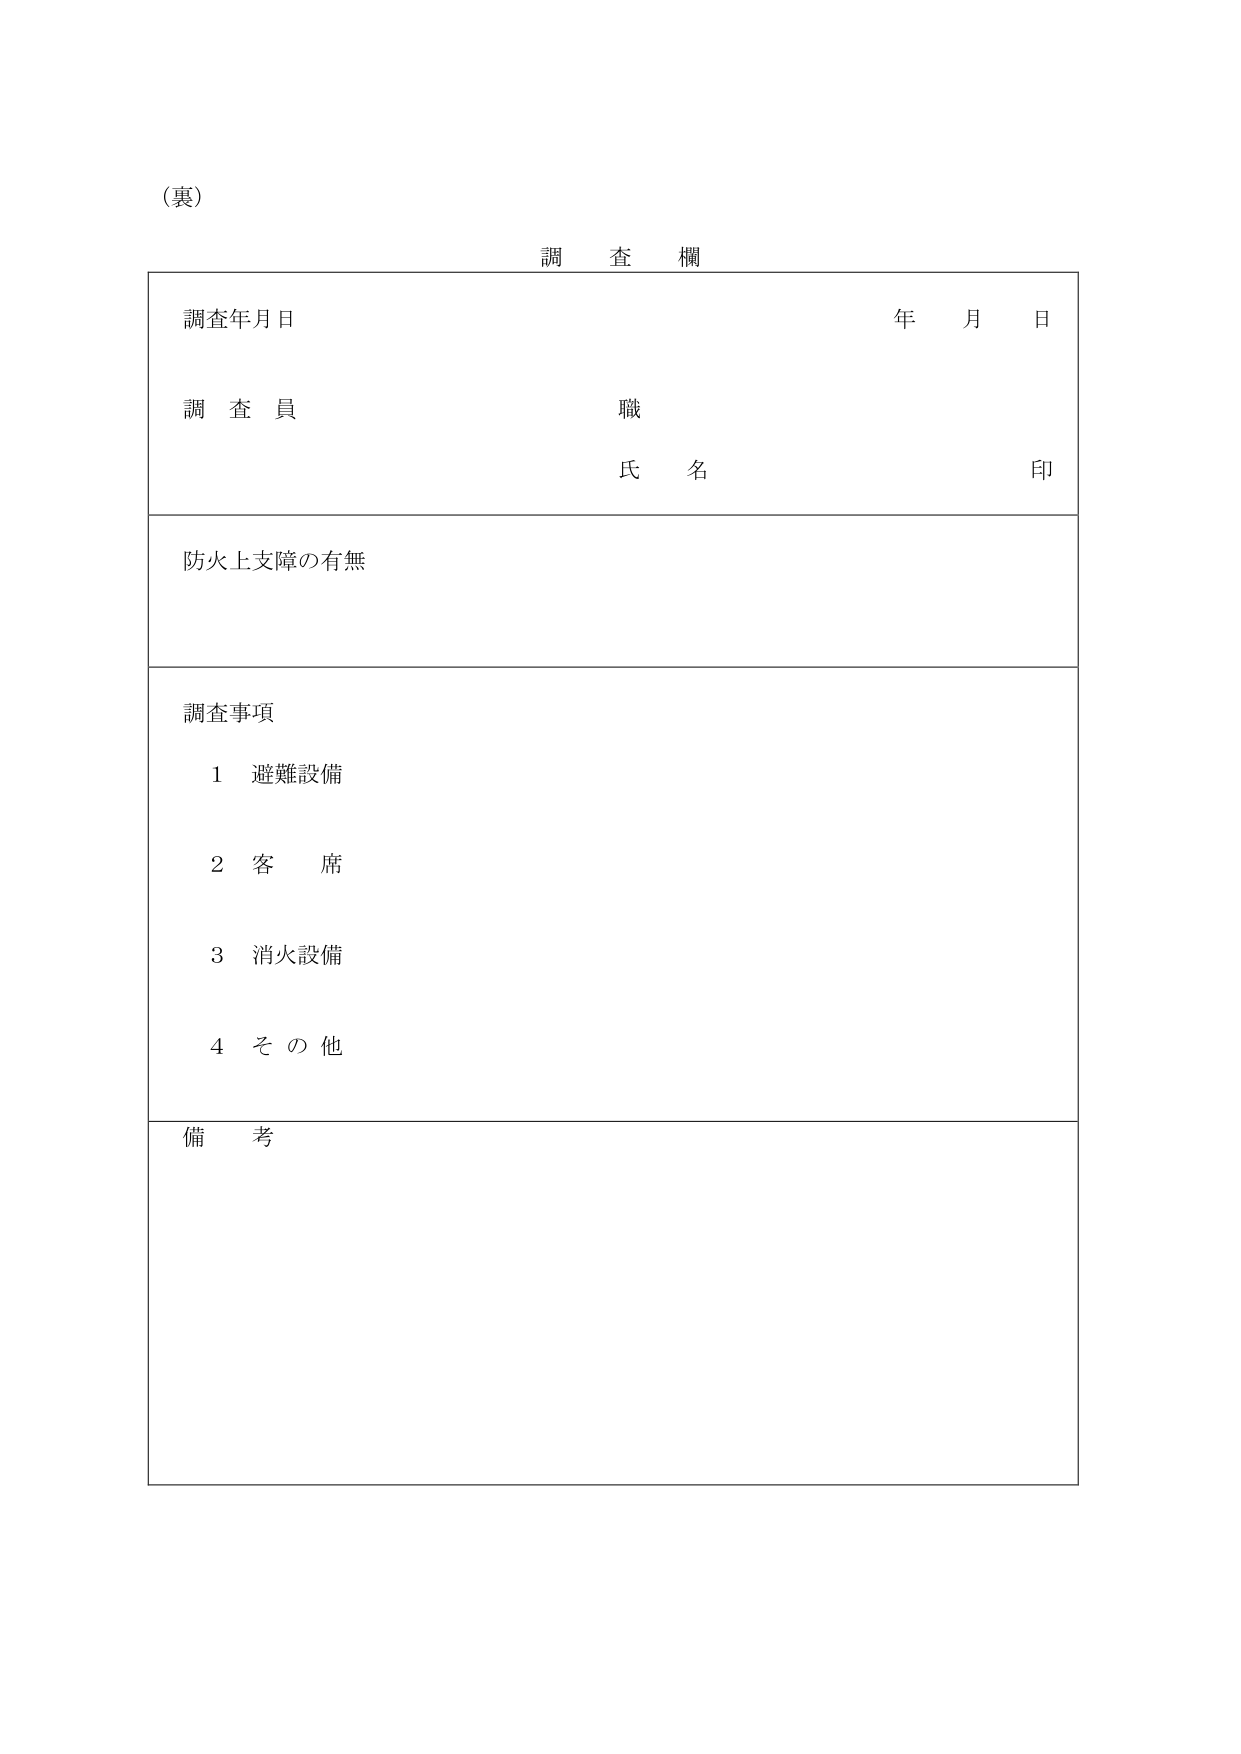 （裏）
調　査　欄
調査年月日　年　月　日
調　査　員　職
氏　名　印
防火上支障の有無
調査事項
１　避難設備
２　客　席
３　消火設備
４　そ の 他
備　考